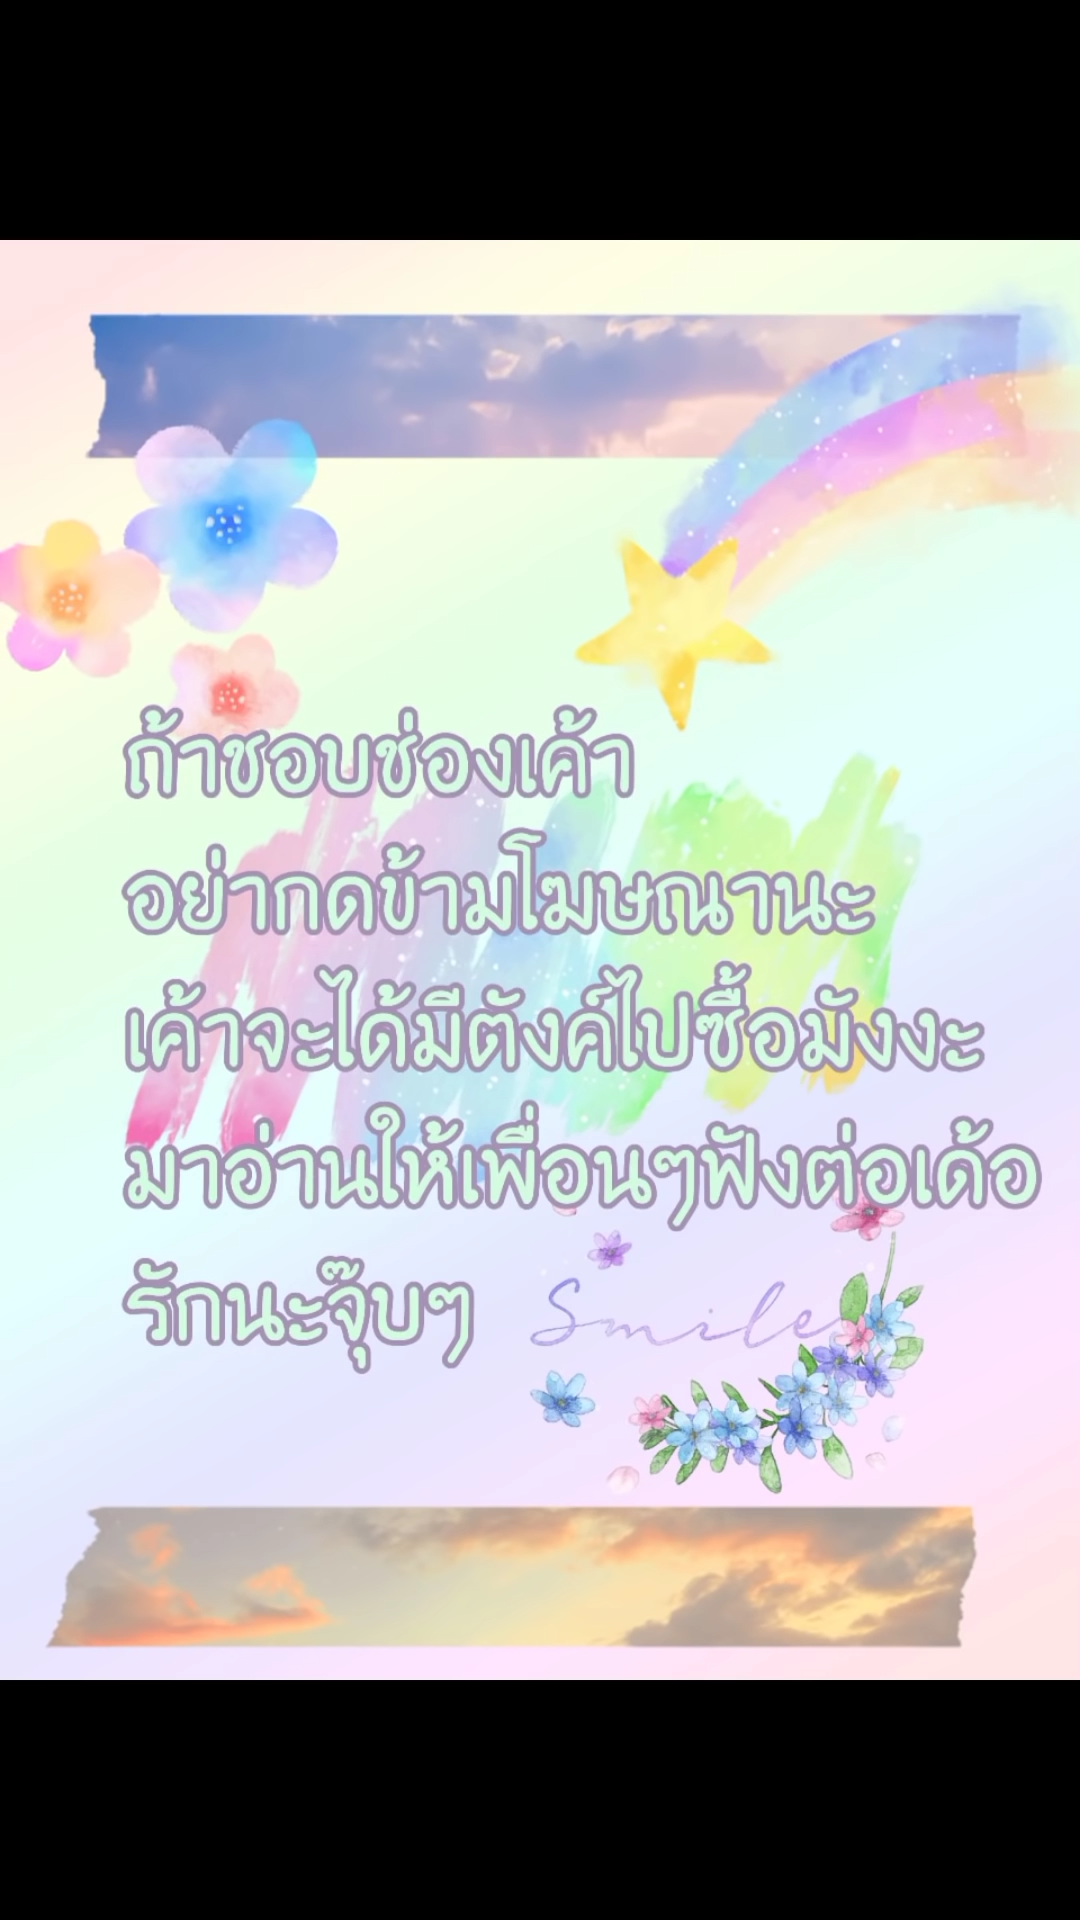 ถ้าชอบช่องเค้า
อย่ากดข้ามโฆษณานะ
เค้าจะได้มีตังค์ไปซื้อมังงะ
มาอ่านให้เพื่อนๆฟังต่อเด้อ
รักนะจุ๊บๆ
Smile